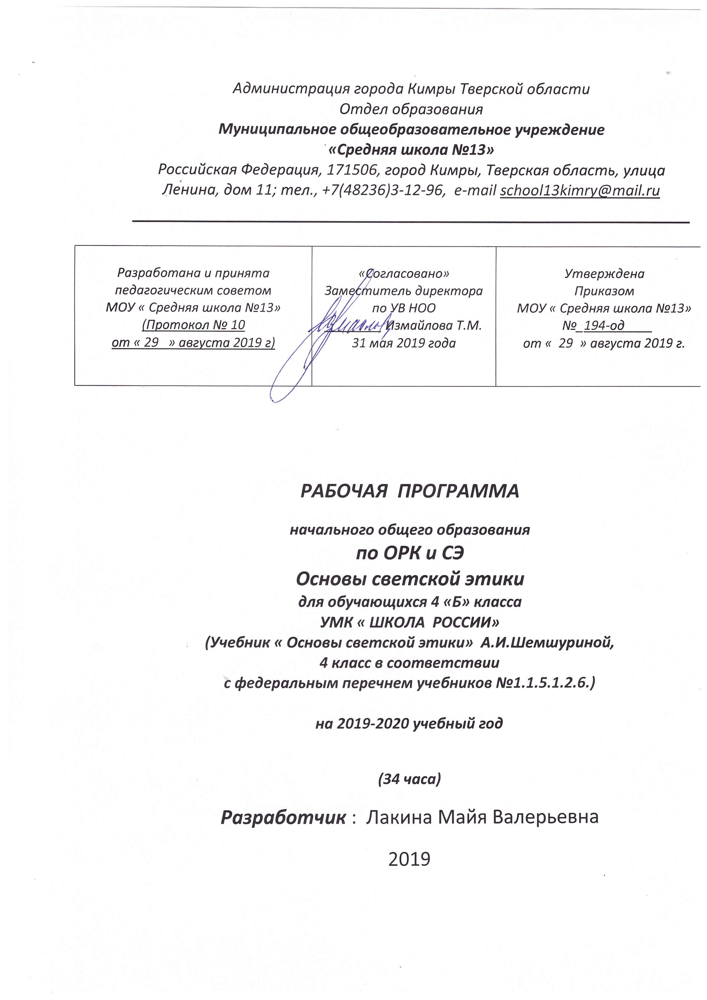 Администрация города Кимры Тверской области
Отдел образования
Муниципальное общеобразовательное учреждение
«Средняя школа №13»
Российская Федерация, 171506, город Кимры, Тверская область, улица
Ленина, дом 11; тел., +7(48236)3-12-96, e-mail school13kimry@mail.ru
Разработана и принята
педагогическим советом
МОУ « Средняя школа №13»
(Протокол № 10
от « 29 » августа 2019 г)
«Согласовано»
Заместитель директора
по УВ НОО
Измайлова Т.М.
31 мая 2019 года
Утверждена
Приказом
МОУ « Средняя школа №13»
№_194-од____
от « 29 » августа 2019 г.
РАБОЧАЯ ПРОГРАММА
начального общего образования
по ОРК и СЭ
Основы светской этики
для обучающихся 4 «Б» класса
УМК « ШКОЛА РОССИИ»
(Учебник « Основы светской этики» А.И.Шемшуриной,
4 класс в соответствии
с федеральным перечнем учебников №1.1.5.1.2.6.)
на 2019-2020 учебный год
(34 часа)
Разработчик : Лакина Майя Валерьевна
2019